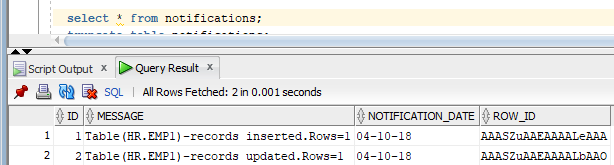 select * from notifications;
truncate table notifications;
Script Output x Query Result x
SQL | All Rows Fetched: 2 in 0.001 seconds
ID MESSAGE NOTIFICATION_DATE ROW_ID
1 1 Table(HR.EMP1)-records inserted.Rows=1 04-10-18 AAASZuAAEAAAALeAAA
2 2 Table(HR.EMP1)-records updated.Rows=1 04-10-18 AAASZuAAEAAAALbAAO